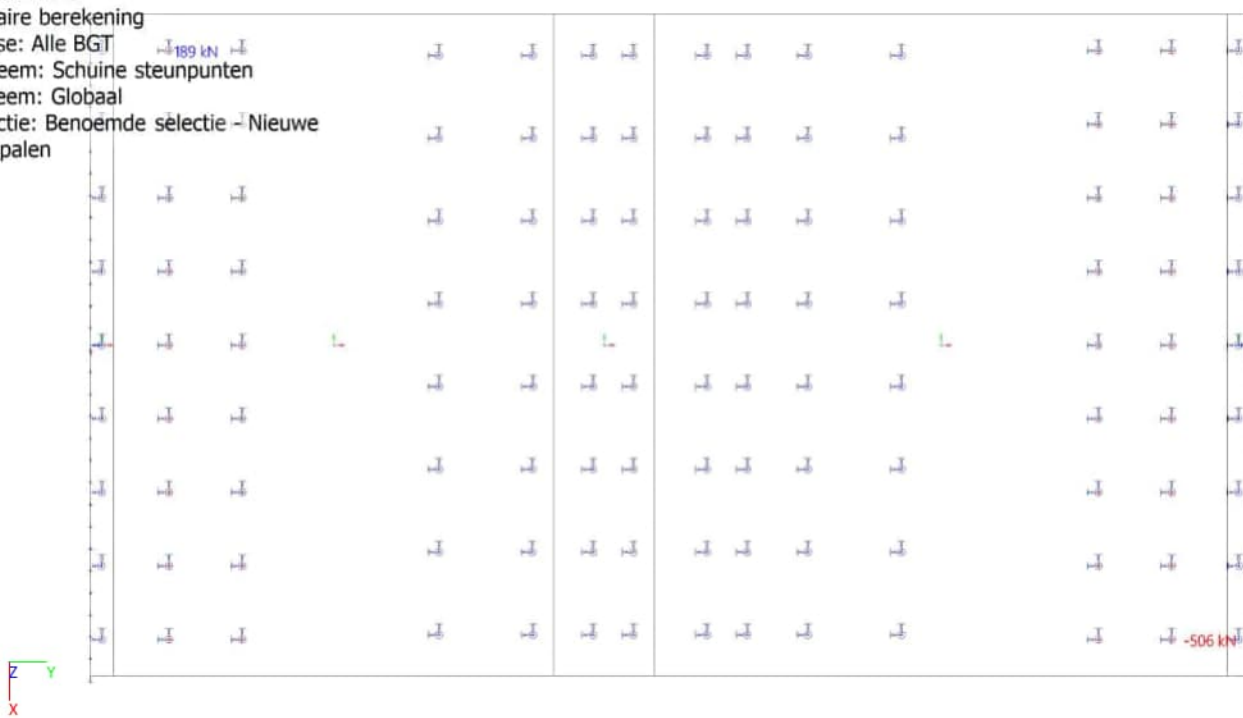 aire berekening
se: Alle BGT
189 kN
eem: Schuine steunpunten
eem: Globaal
ctie: Benoemde selectie - Nieuwe
palen
-506 kN
Z Y
X